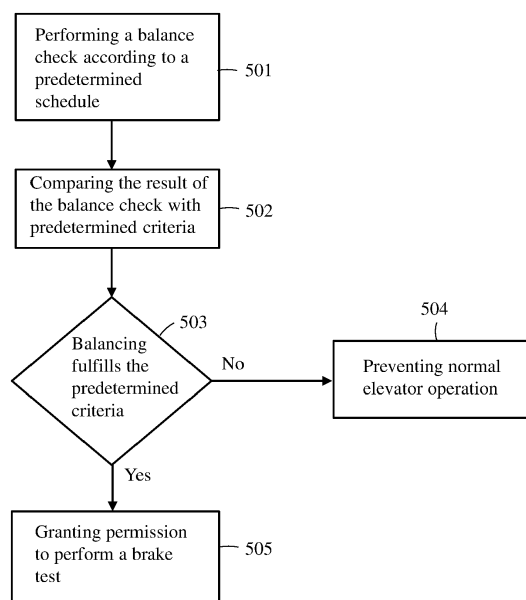 Performing a balance
check according to a
predetermined
schedule
501
Comparing the result of
the balance check with
predetermined criteria
502
503
Balancing
fulfills the
predetermined
criteria
No
504
Preventing normal
elevator operation
Yes
Granting permission
to perform a brake
test
505